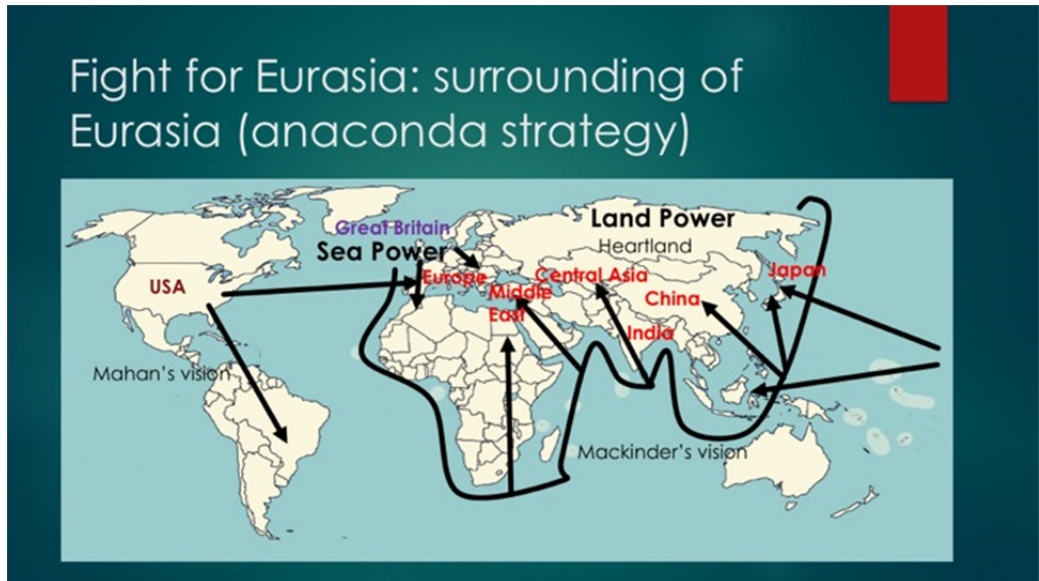 Fight for Eurasia: surrounding of
Eurasia (anaconda strategy)
Great Britain
Land Power
Sea Power
Heartland
USA
Europe
Central Asia
Japan
Middle
East
China
India
Mahan's vision
Mackinder's vision